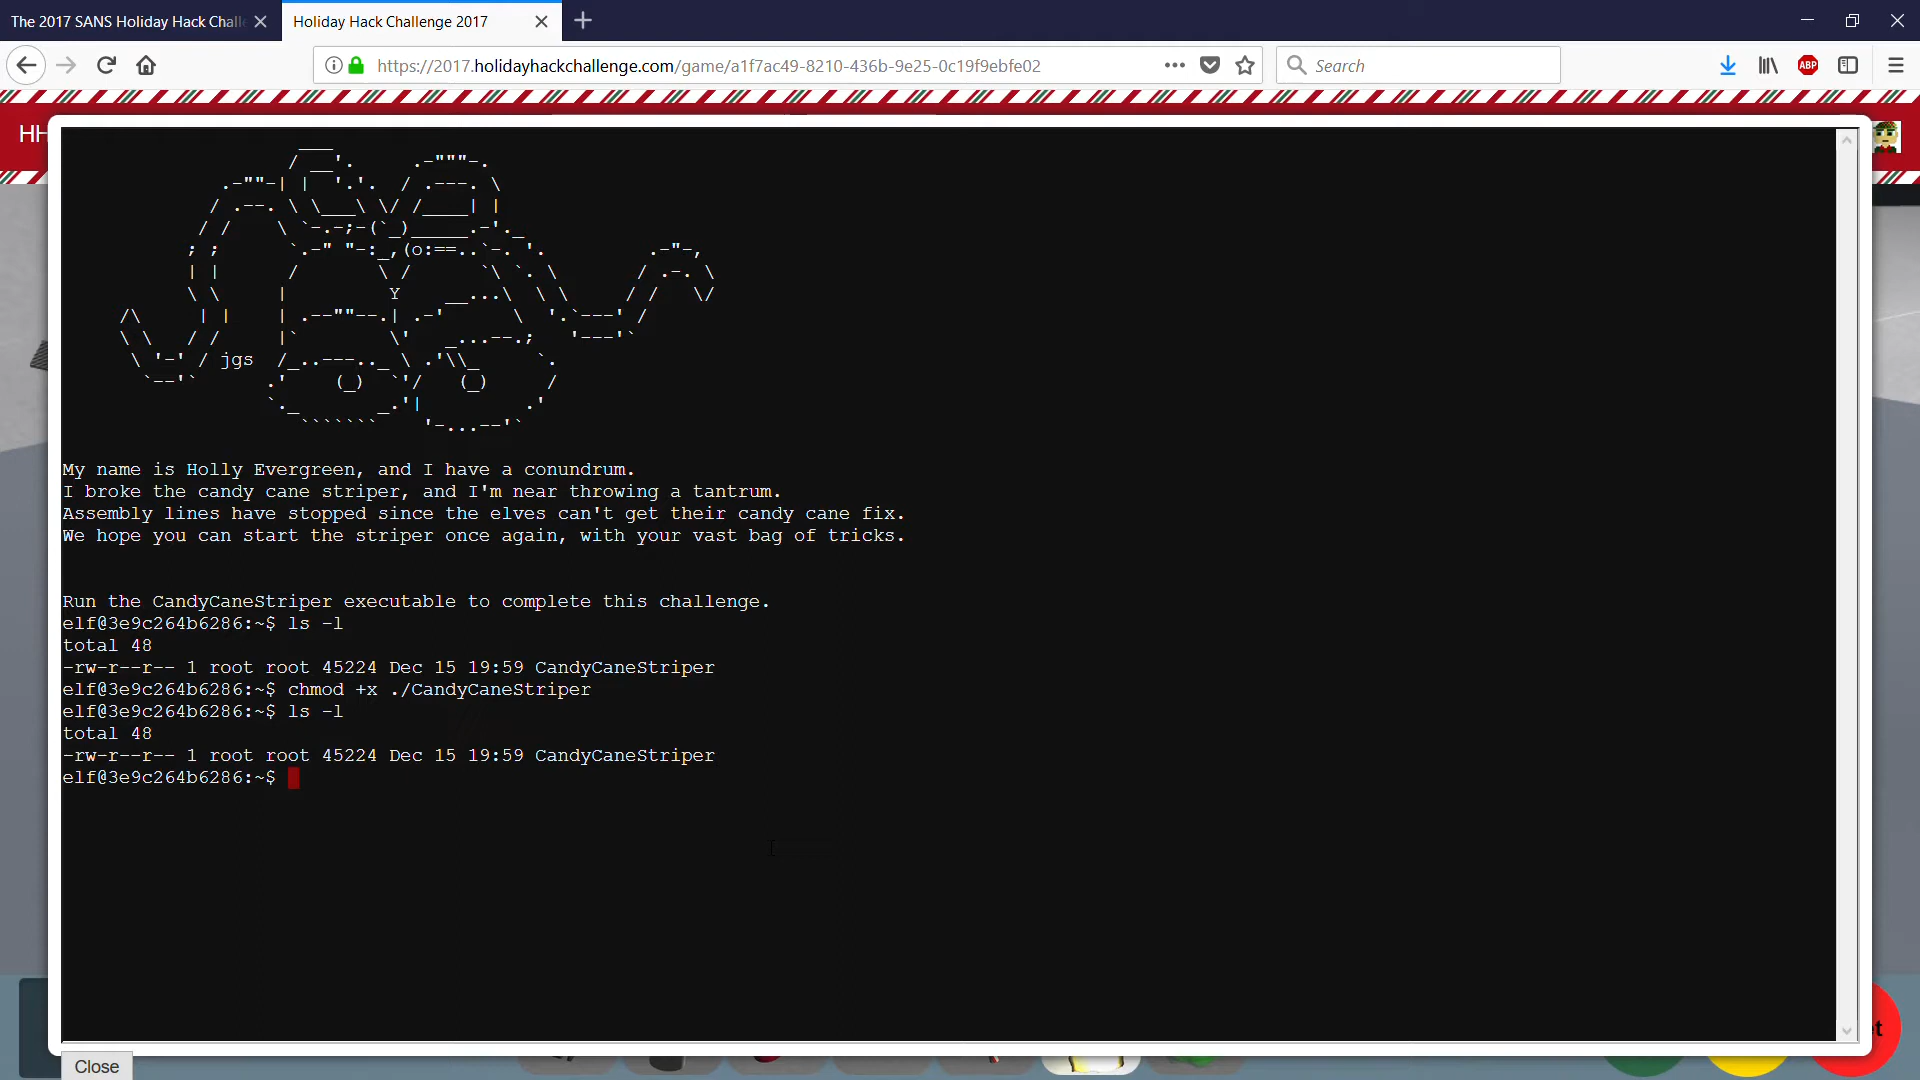 The 2017 SANS Holiday Hack Chall
Holiday Hack Challenge 2017
https://2017.holidayhackchallenge.com/game/a1f7ac49-8210-436b-9e25-0c19f9ebfe02
Search
ABP
HH
jgs
My name is Holly Evergreen, and I have a conundrum.
I broke the candy cane striper, and I'm near throwing a tantrum.
Assembly lines have stopped since the elves can't get their candy cane fix.
We hope you can start the striper once again, with your vast bag of tricks.
Run the CandyCaneStriper executable to complete this challenge.
elf@3e9c264b6286:~$ ls -l
total 48
-rw-r--r-- 1 root root 45224 Dec 15 19:59 CandyCaneStriper
elf@3e9c264b6286:~$ chmod +x ./CandyCaneStriper
elf@3e9c264b6286:~$ ls -l
total 48
-rw-r--r-- 1 root root 45224 Dec 15 19:59 CandyCaneStriper
elf@3e9c264b6286:~$
Close